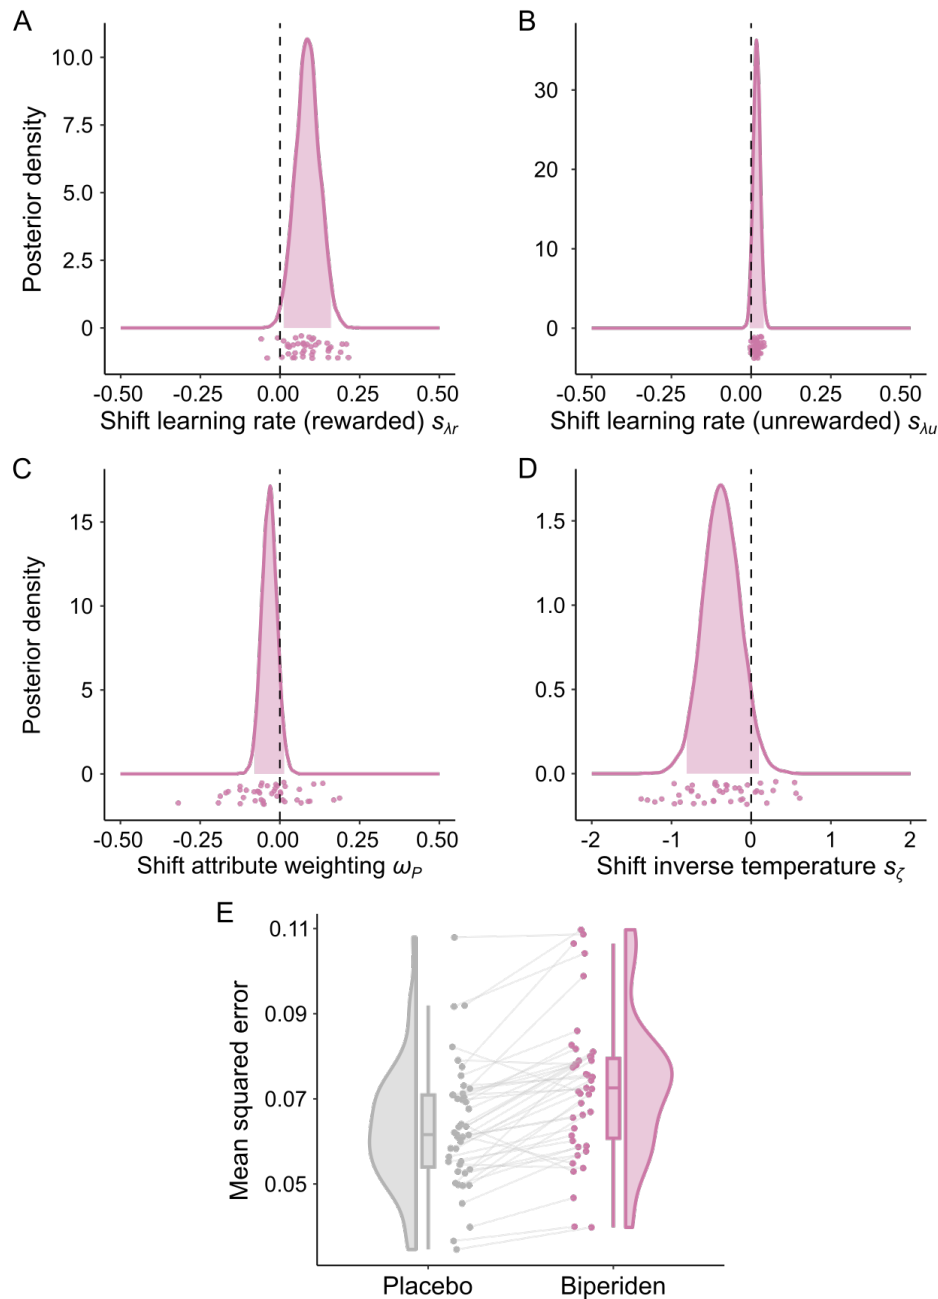 A
B
Posterior density
10.0
7.5
5.0
2.5
0
30
20
10
0
-0.50 -0.25 0.00 0.25 0.50
-0.50 -0.25 0.00 0.25 0.50
Shift learning rate (rewarded) sλr
Shift learning rate (unrewarded) sλu
C
D
Posterior density
15
10
5
0
1.5
1.0
0.5
0.0
-0.50 -0.25 0.00 0.25 0.50
-2 -1 0 1 2
Shift attribute weighting ωP
Shift inverse temperature sζ
E
Mean squared error
0.11
0.09
0.07
0.05
Placebo Biperiden